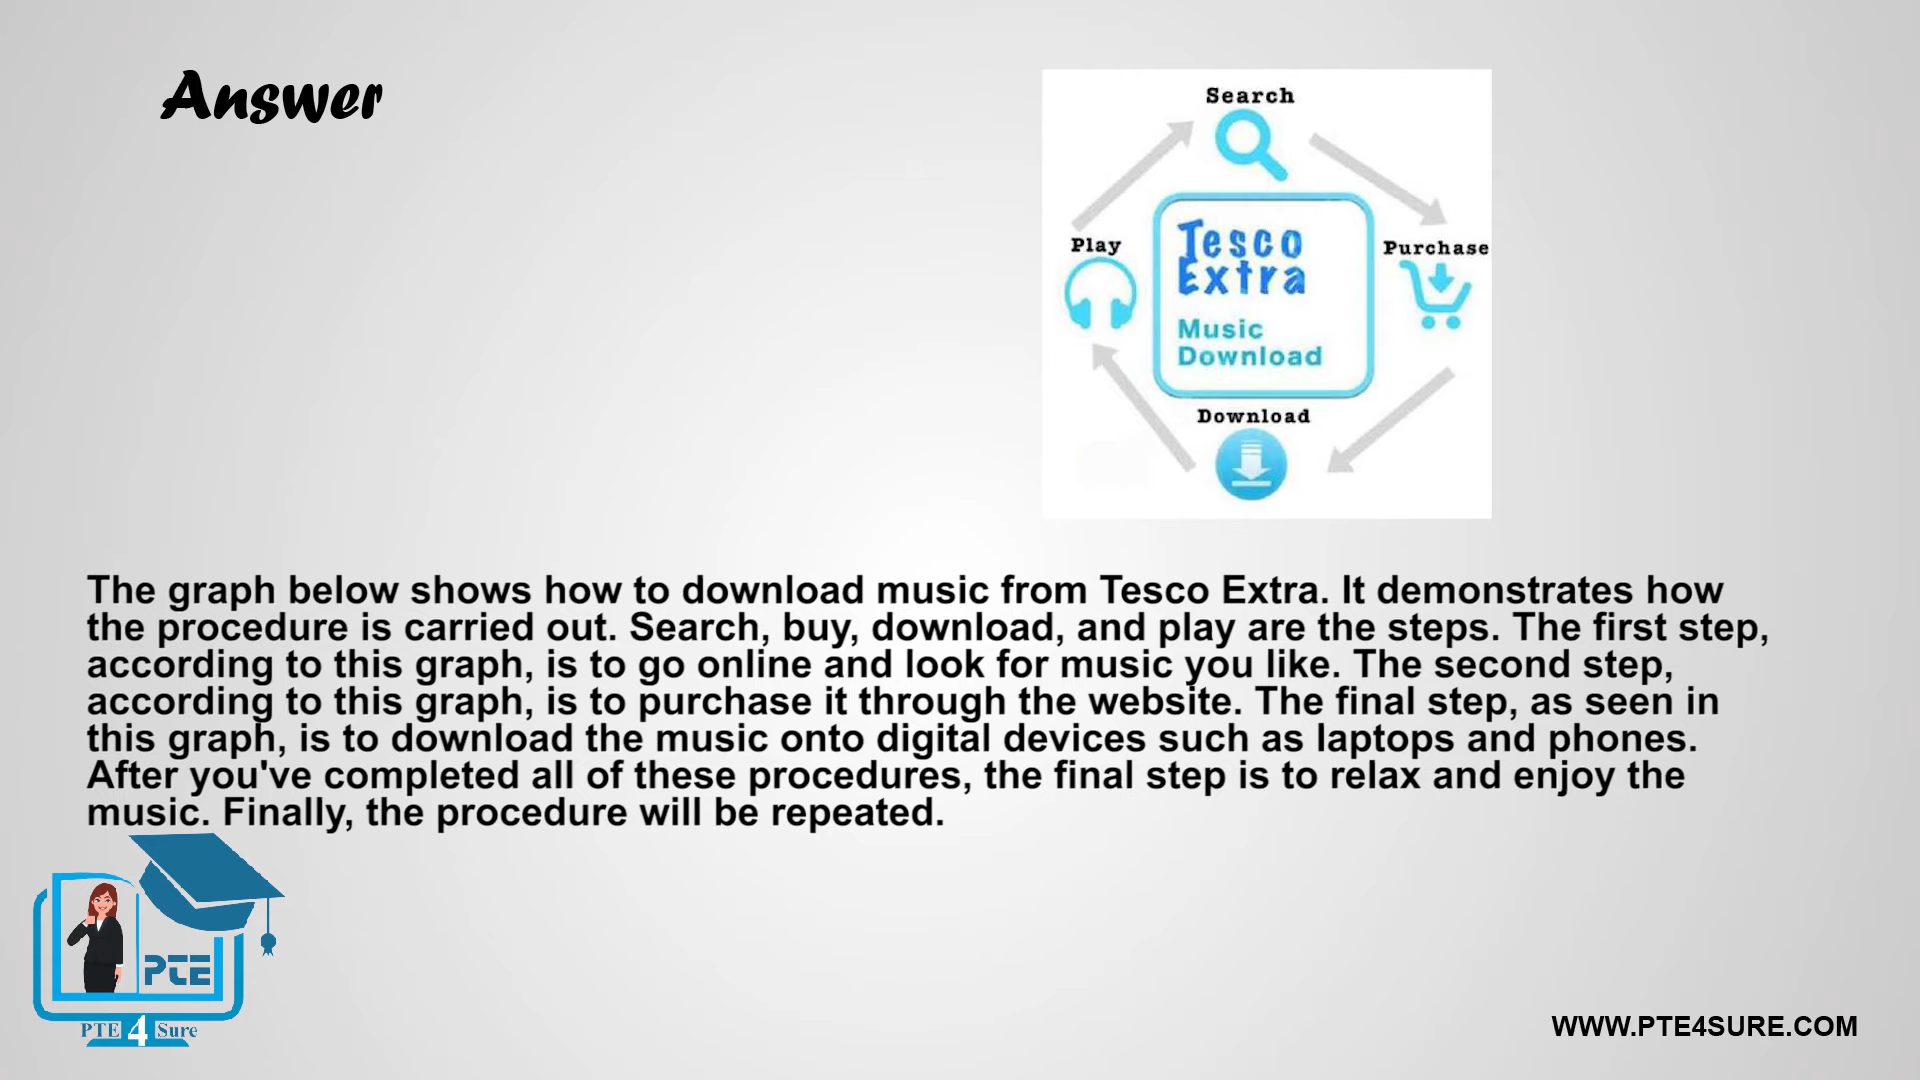 Answer
Search
Play
Purchase
Tesco
Extra
Music
Download
Download
The graph below shows how to download music from Tesco Extra. It demonstrates how
the procedure is carried out. Search, buy, download, and play are the steps. The first step,
according to this graph, is to go online and look for music you like. The second step,
according to this graph, is to purchase it through the website. The final step, as seen in
this graph, is to download the music onto digital devices such as laptops and phones.
After you've completed all of these procedures, the final step is to relax and enjoy the
music. Finally, the procedure will be repeated.
PTE
PTE 4 Sure
WWW.PTE4SURE.COM